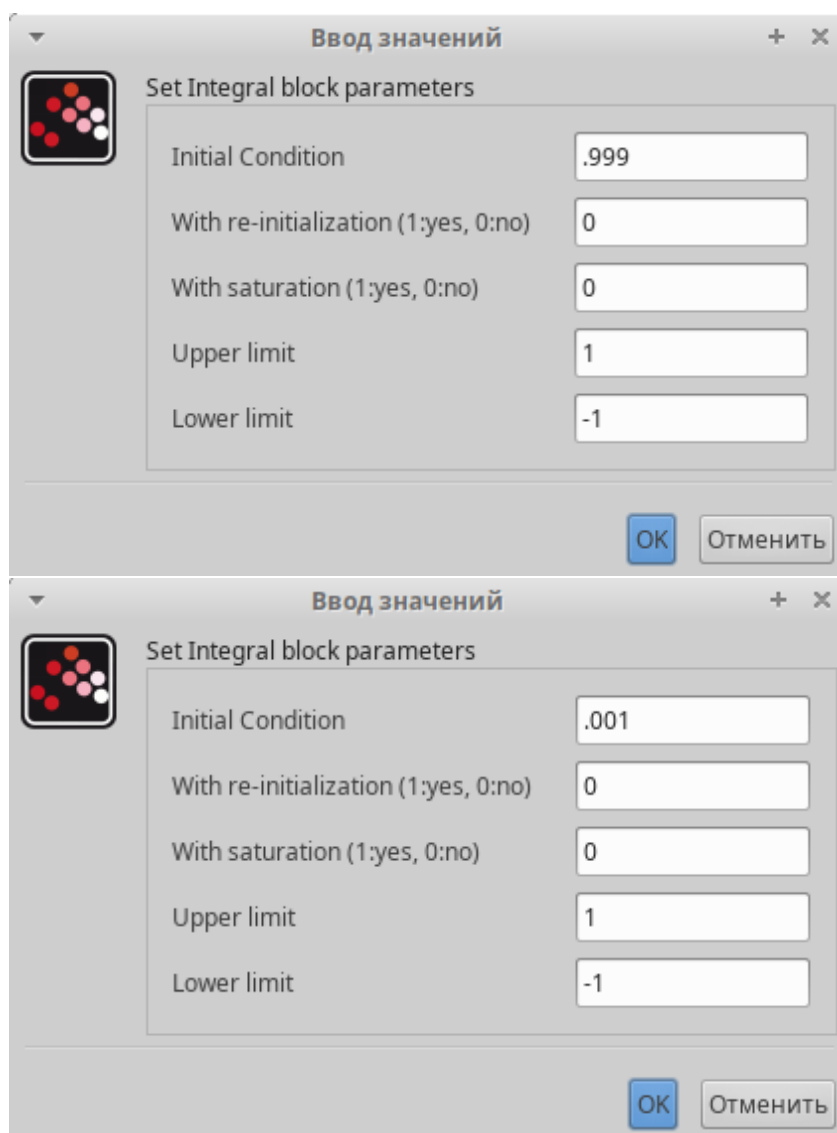 Ввод значений
Set Integral block parameters
Initial Condition .999
With re-initialization (1:yes, 0:no) 0
With saturation (1:yes, 0:no) 0
Upper limit 1
Lower limit -1
OK Отменить
Ввод значений
Set Integral block parameters
Initial Condition .001
With re-initialization (1:yes, 0:no) 0
With saturation (1:yes, 0:no) 0
Upper limit 1
Lower limit -1
OK Отменить